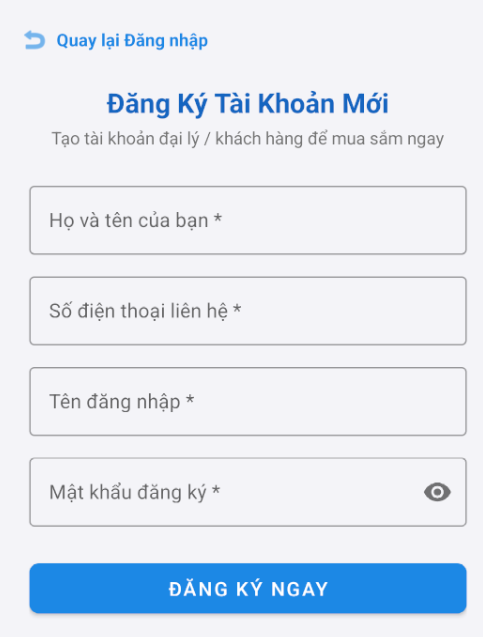 Quay lại Đăng nhập
Đăng Ký Tài Khoản Mới
Tạo tài khoản đại lý / khách hàng để mua sắm ngay
Họ và tên của bạn *
Số điện thoại liên hệ *
Tên đăng nhập *
Mật khẩu đăng ký *
ĐĂNG KÝ NGAY